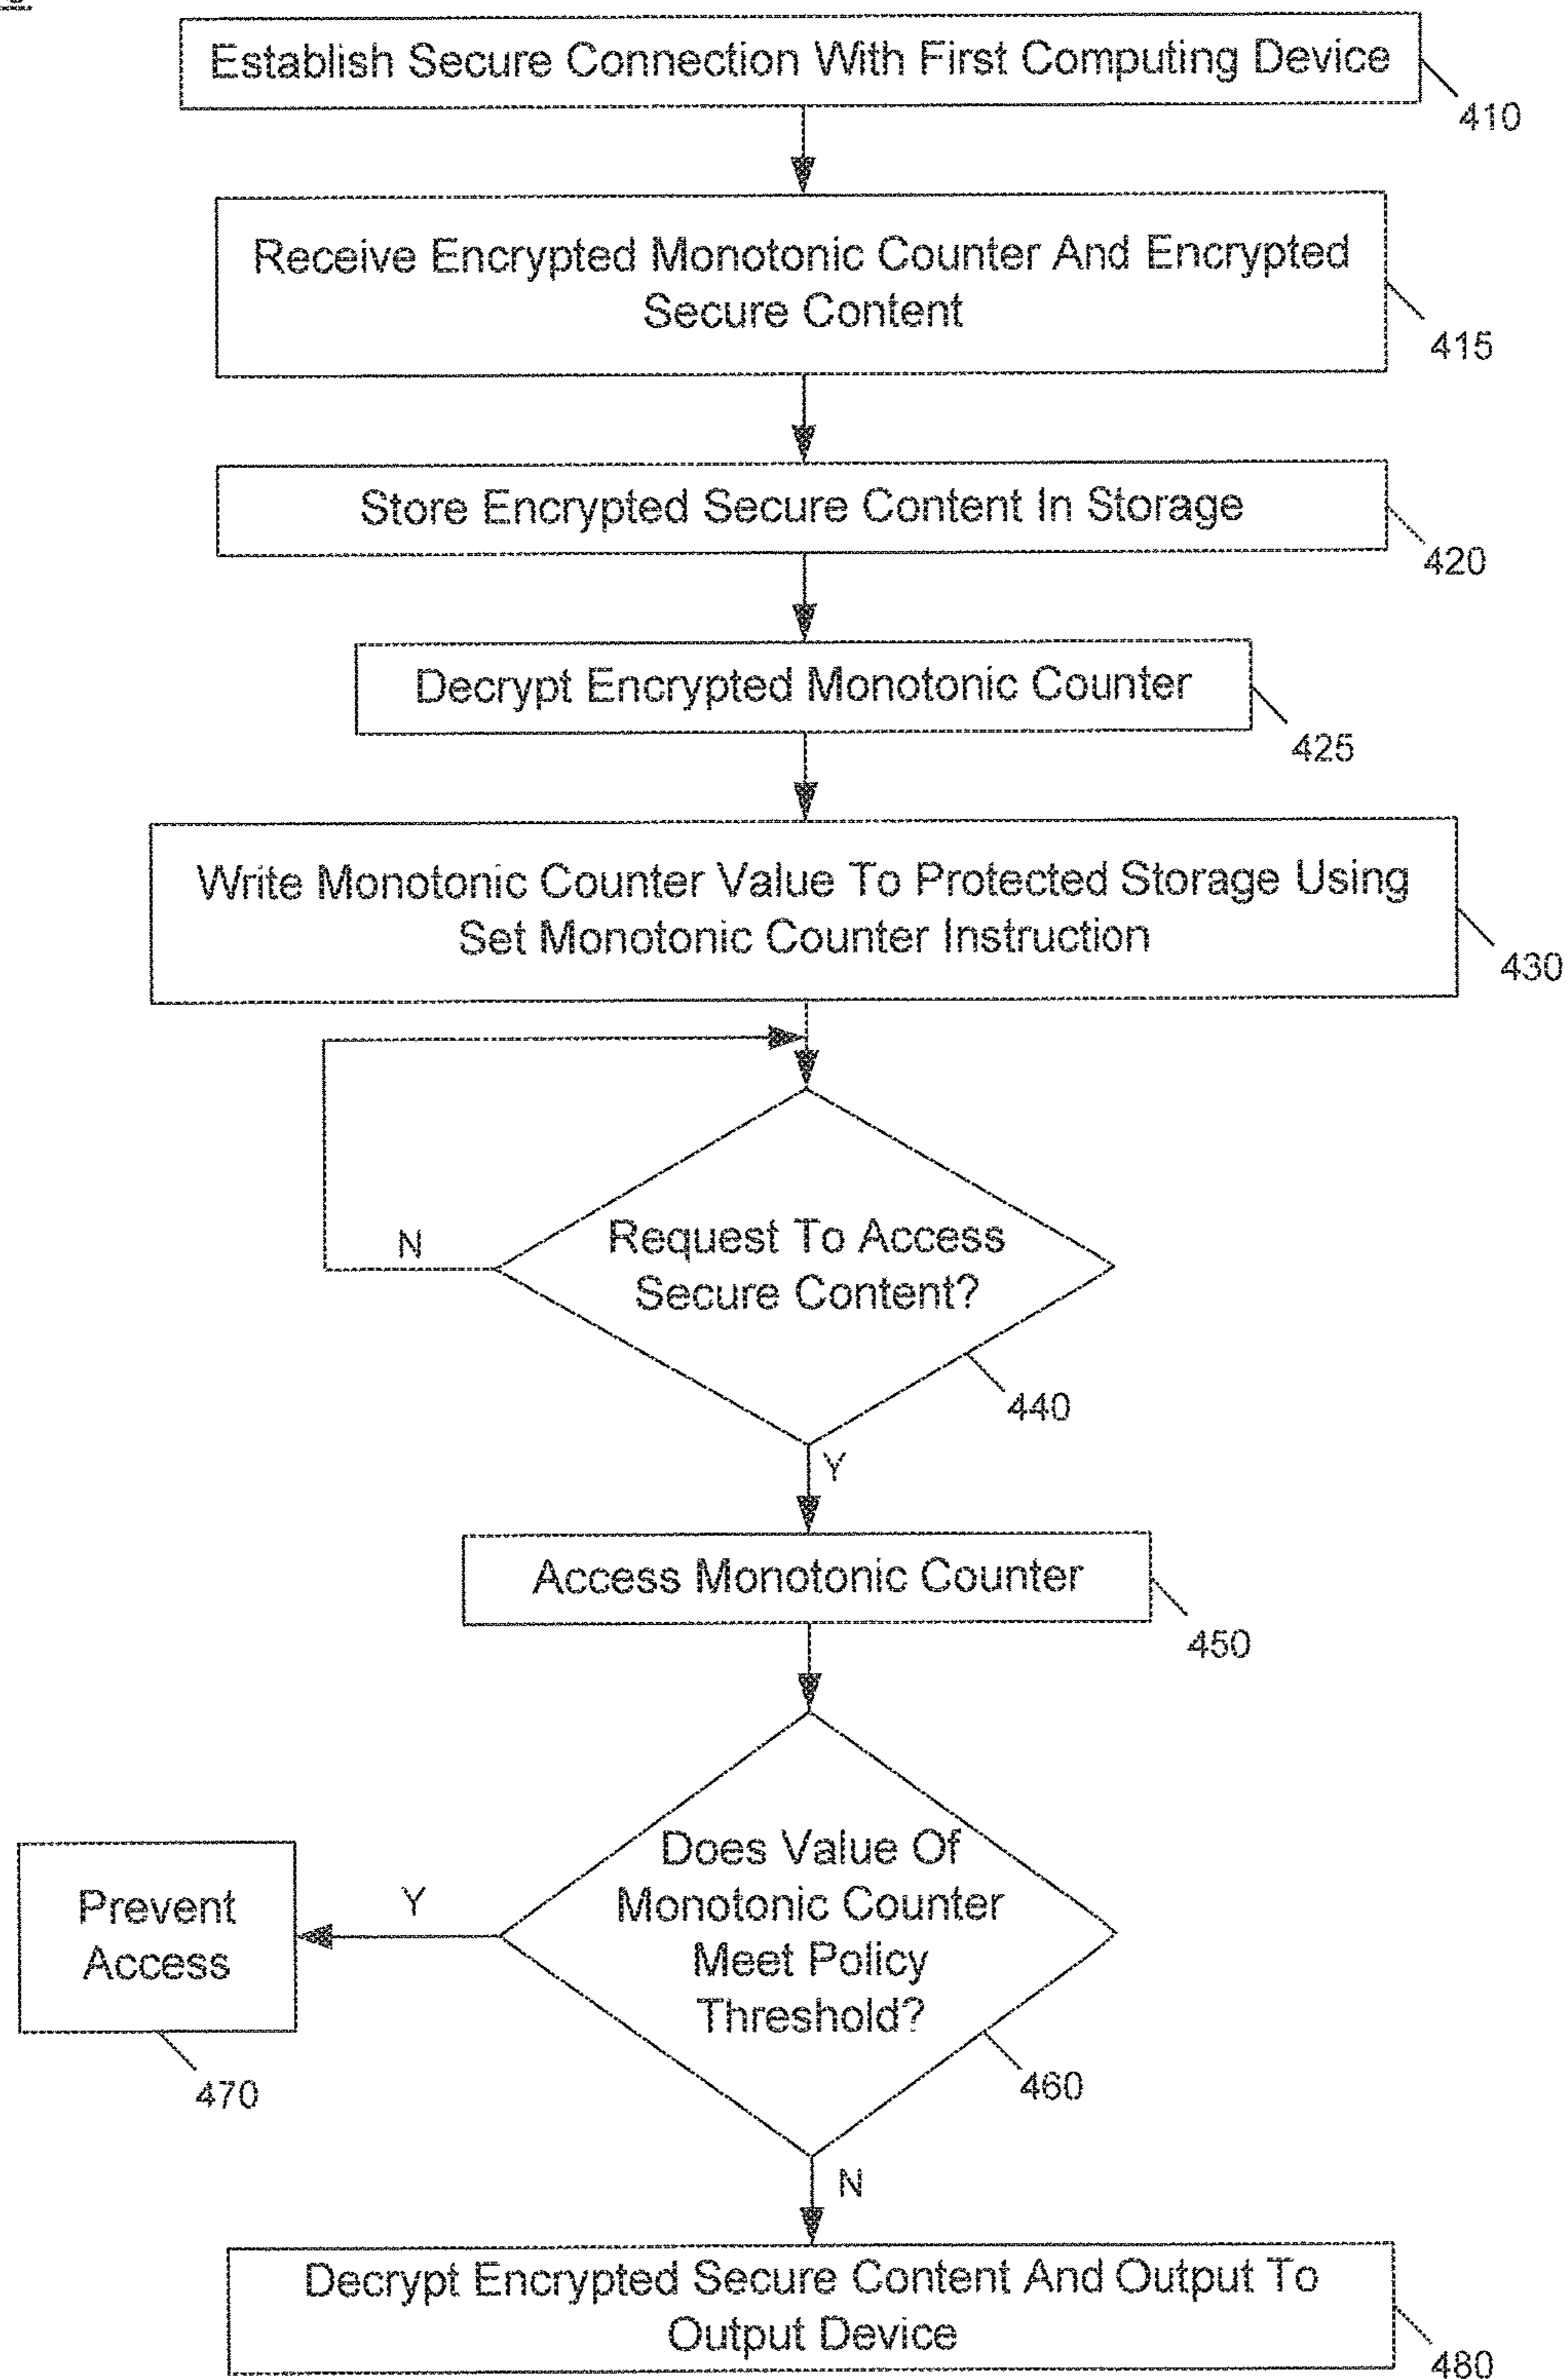 Establish Secure Connection With First Computing Device
410
Receive Encrypted Monotonic Counter And Encrypted
Secure Content
415
Store Encrypted Secure Content In Storage
420
Decrypt Encrypted Monotonic Counter
425
Write Monotonic Counter Value To Protected Storage Using
Set Monotonic Counter Instruction
430
N
Request To Access
Secure Content?
440
Y
Access Monotonic Counter
450
Does Value Of
Monotonic Counter
Meet Policy
Threshold?
460
Y
Prevent
Access
470
N
Decrypt Encrypted Secure Content And Output To
Output Device
480